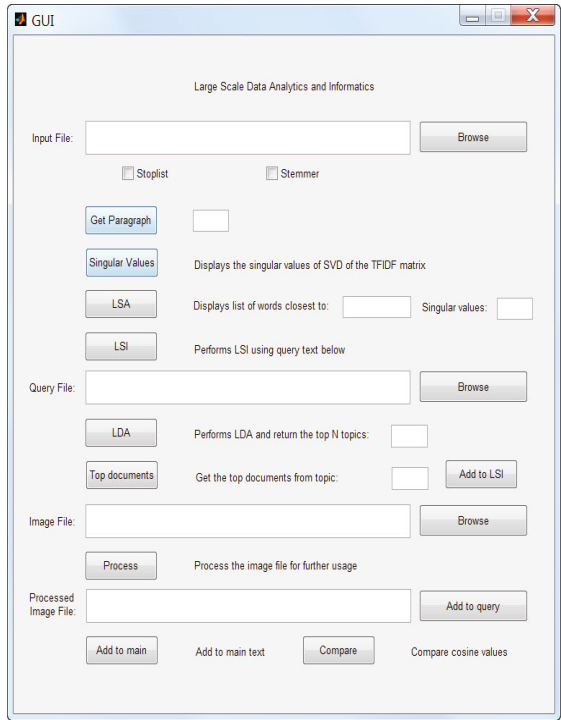 GUI
Large Scale Data Analytics and Informatics
Input File: Browse
Stoplist Stemmer
Get Paragraph
Singular Values Displays the singular values of SVD of the TFIDF matrix
LSA Displays list of words closest to: Singular values:
LSI Performs LSI using query text below
Query File: Browse
LDA Performs LDA and return the top N topics:
Top documents Get the top documents from topic: Add to LSI
Image File: Browse
Process Process the image file for further usage
Processed
Image File: Add to query
Add to main Add to main text Compare Compare cosine values